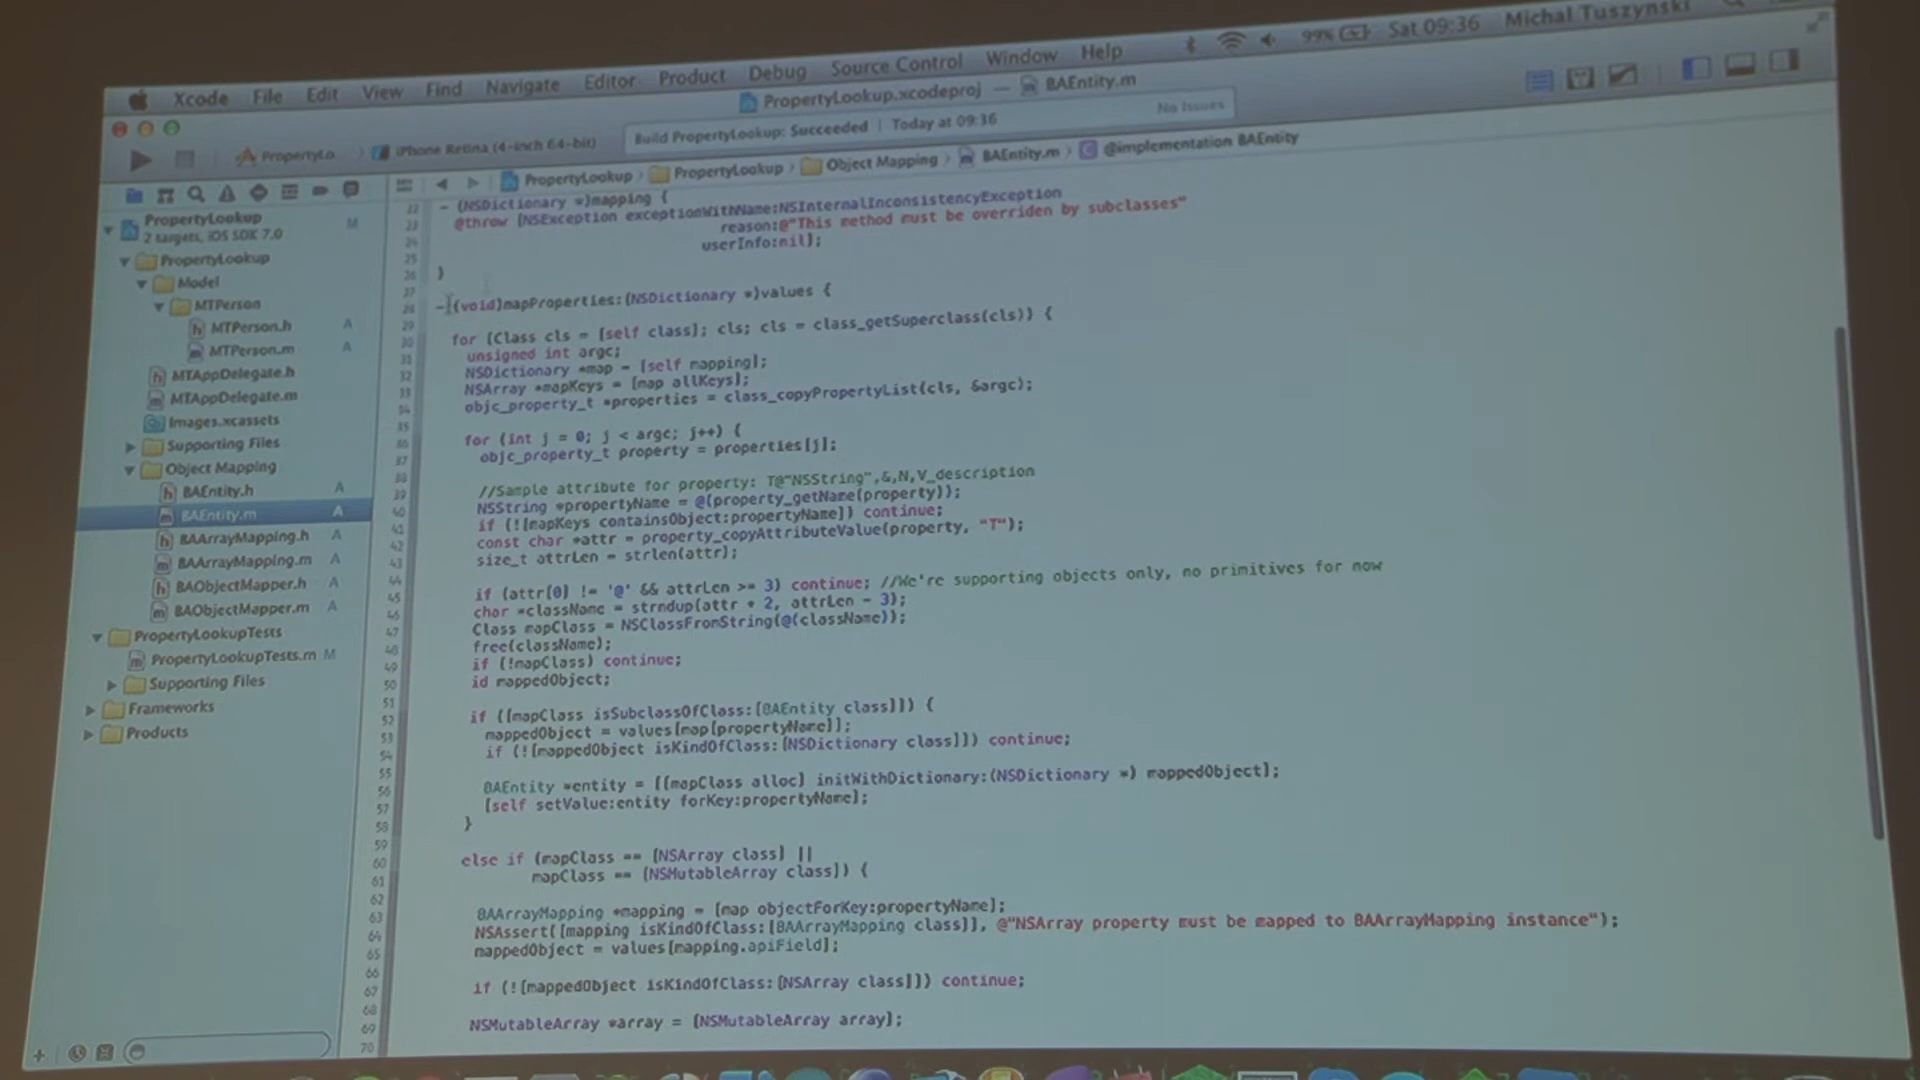 Xcode File Edit View Find Navigate Editor Product Debug Source Control Window Help 99% Sat 09:36 Michał Tuszyński
PropertyLookup.xcodeproj — BAEntity.m
PropertyLo iPhone Retina (4-inch 64-bit) Build PropertyLookup: Succeeded | Today at 09:36 No Issues
PropertyLookup PropertyLookup Object Mapping BAEntity.m @implementation BAEntity
PropertyLookup M
2 targets, iOS SDK 7.0
PropertyLookup
Model
MTPerson
MTPerson.h A
MTPerson.m A
MTAppDelegate.h
MTAppDelegate.m
Images.xcassets
Supporting Files
Object Mapping
BAEntity.h A
BAEntity.m A
BAArrayMapping.h A
BAArrayMapping.m A
BAObjectMapper.h A
BAObjectMapper.m A
PropertyLookupTests
PropertyLookupTests.m M
Supporting Files
Frameworks
Products
- (NSDictionary *)mapping {
@throw [NSException exceptionWithName:NSInternalInconsistencyException
reason:@"This method must be overriden by subclasses"
userInfo:nil];
}
-(void)mapProperties:(NSDictionary *)values {
for (Class cls = [self class]; cls; cls = class_getSuperclass(cls)) {
unsigned int argc;
NSDictionary *map = [self mapping];
NSArray *mapKeys = [map allKeys];
objc_property_t *properties = class_copyPropertyList(cls, &argc);
for (int j = 0; j < argc; j++) {
objc_property_t property = properties[j];
//Sample attribute for property: T@"NSString",&,N,V_description
NSString *propertyName = @(property_getName(property));
if (![mapKeys containsObject:propertyName]) continue;
const char *attr = property_copyAttributeValue(property, "T");
size_t attrLen = strlen(attr);
if (attr[0] != '@' && attrLen >= 3) continue; //We're supporting objects only, no primitives for now
char *className = strndup(attr + 2, attrLen - 3);
Class mapClass = NSClassFromString(@(className));
free(className);
if (!mapClass) continue;
id mappedObject;
if ([mapClass isSubclassOfClass:[BAEntity class]]) {
mappedObject = values[map[propertyName]];
if (![mappedObject isKindOfClass:[NSDictionary class]]) continue;
BAEntity *entity = [[mapClass alloc] initWithDictionary:(NSDictionary *) mappedObject];
[self setValue:entity forKey:propertyName];
}
else if (mapClass == [NSArray class] ||
mapClass == [NSMutableArray class]) {
BAArrayMapping *mapping = [map objectForKey:propertyName];
NSAssert([mapping isKindOfClass:[BAArrayMapping class]], @"NSArray property must be mapped to BAArrayMapping instance");
mappedObject = values[mapping.apiField];
if (![mappedObject isKindOfClass:[NSArray class]]) continue;
NSMutableArray *array = [NSMutableArray array];